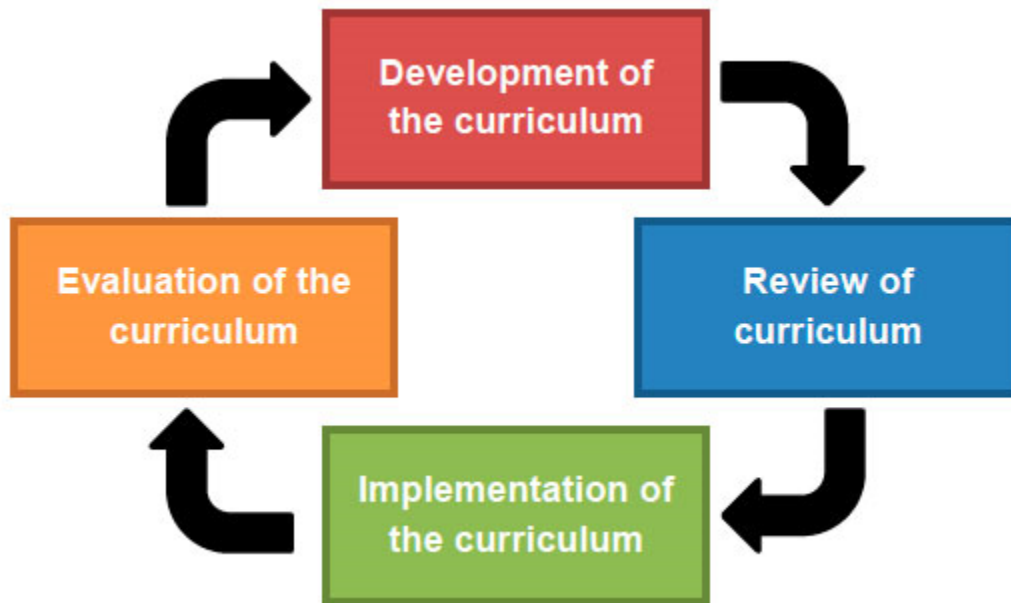 Development of
the curriculum
Review of
curriculum
Implementation of
the curriculum
Evaluation of the
curriculum